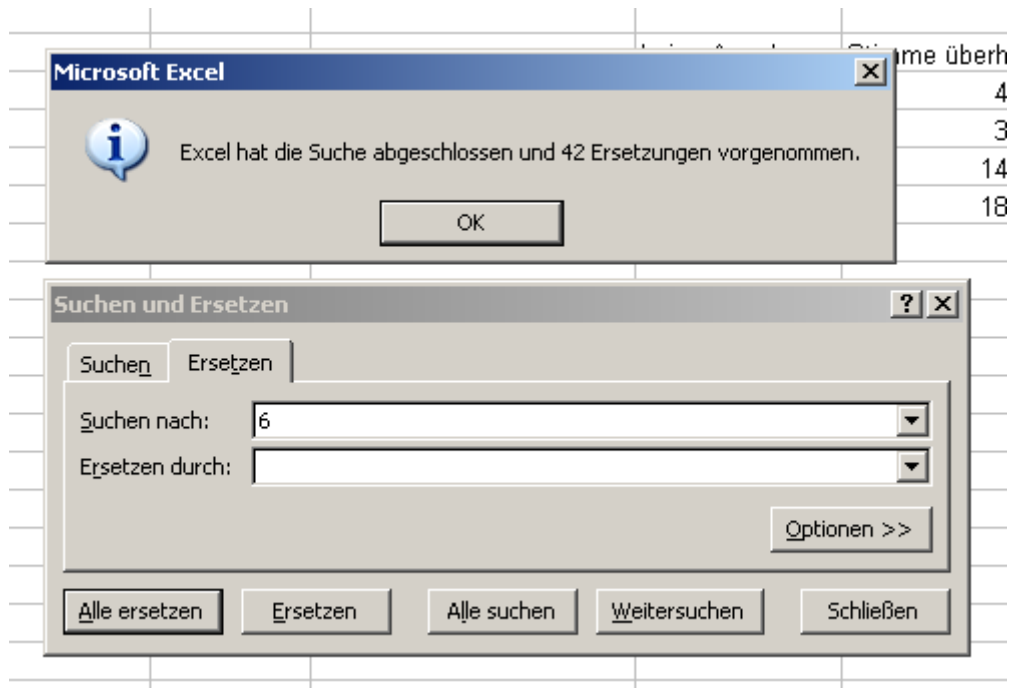 überh
Microsoft Excel
4
3
Excel hat die Suche abgeschlossen und 42 Ersetzungen vorgenommen.
14
18
OK
Suchen und Ersetzen
Suchen Ersetzen
Suchen nach: 6
Ersetzen durch:
Optionen >>
Alle ersetzen Ersetzen Alle suchen Weitersuchen Schließen